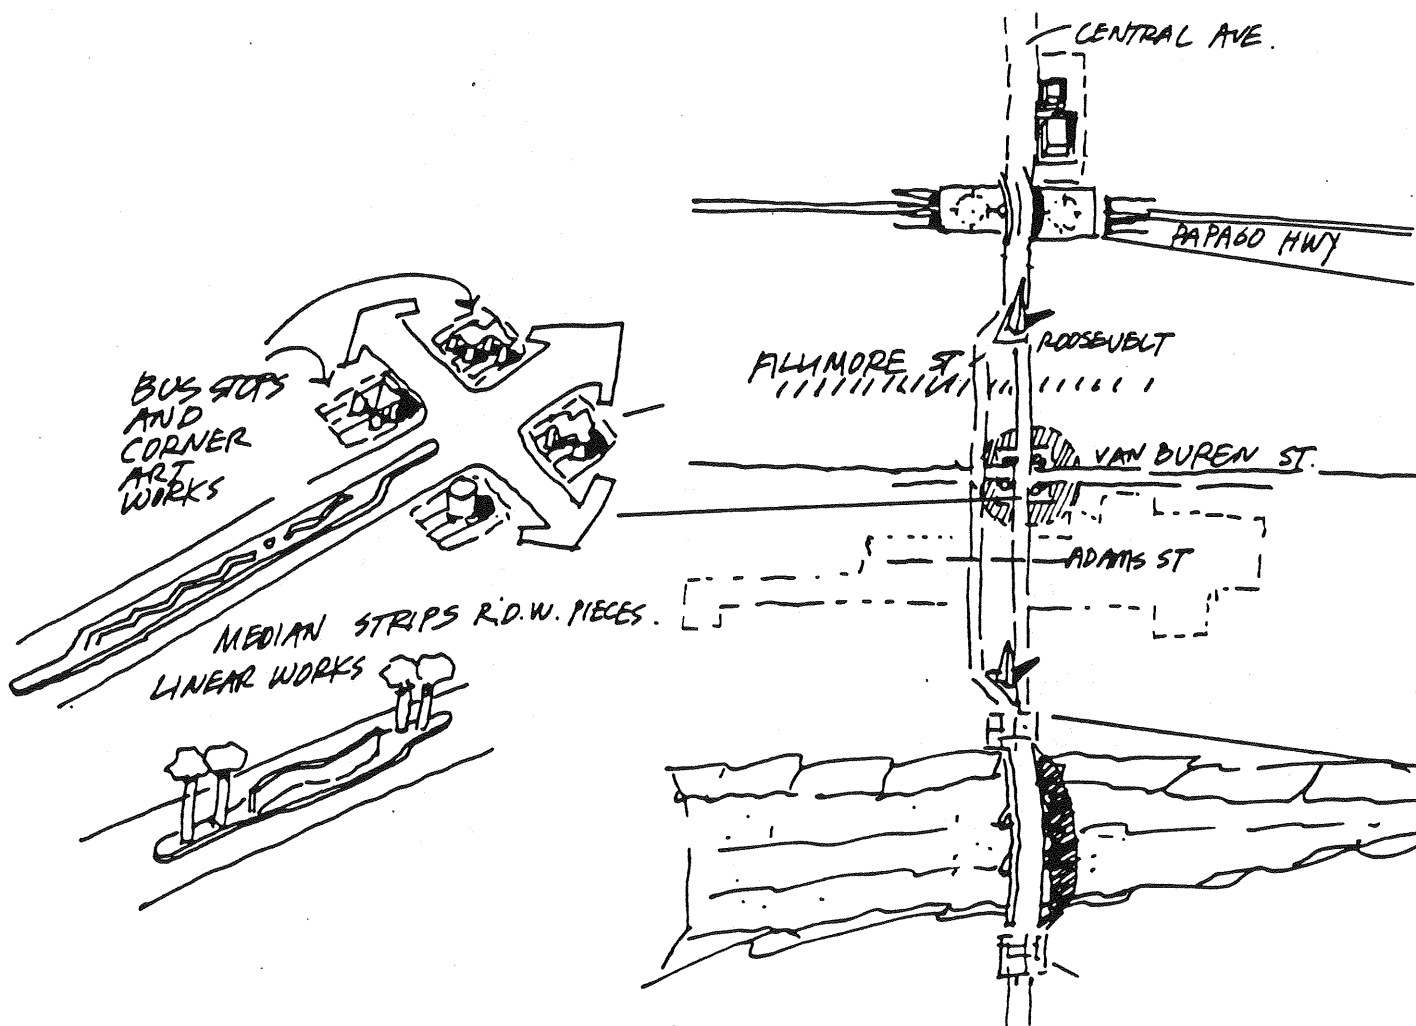 CENTRAL AVE.
PAPAGO HWY
ROOSEVELT
FILLMORE ST
VAN BUREN ST.
ADAMS ST
BUS STOPS
AND
CORNER
ART
WORKS
MEDIAN STRIPS R.O.W. PIECES.
LINEAR WORKS